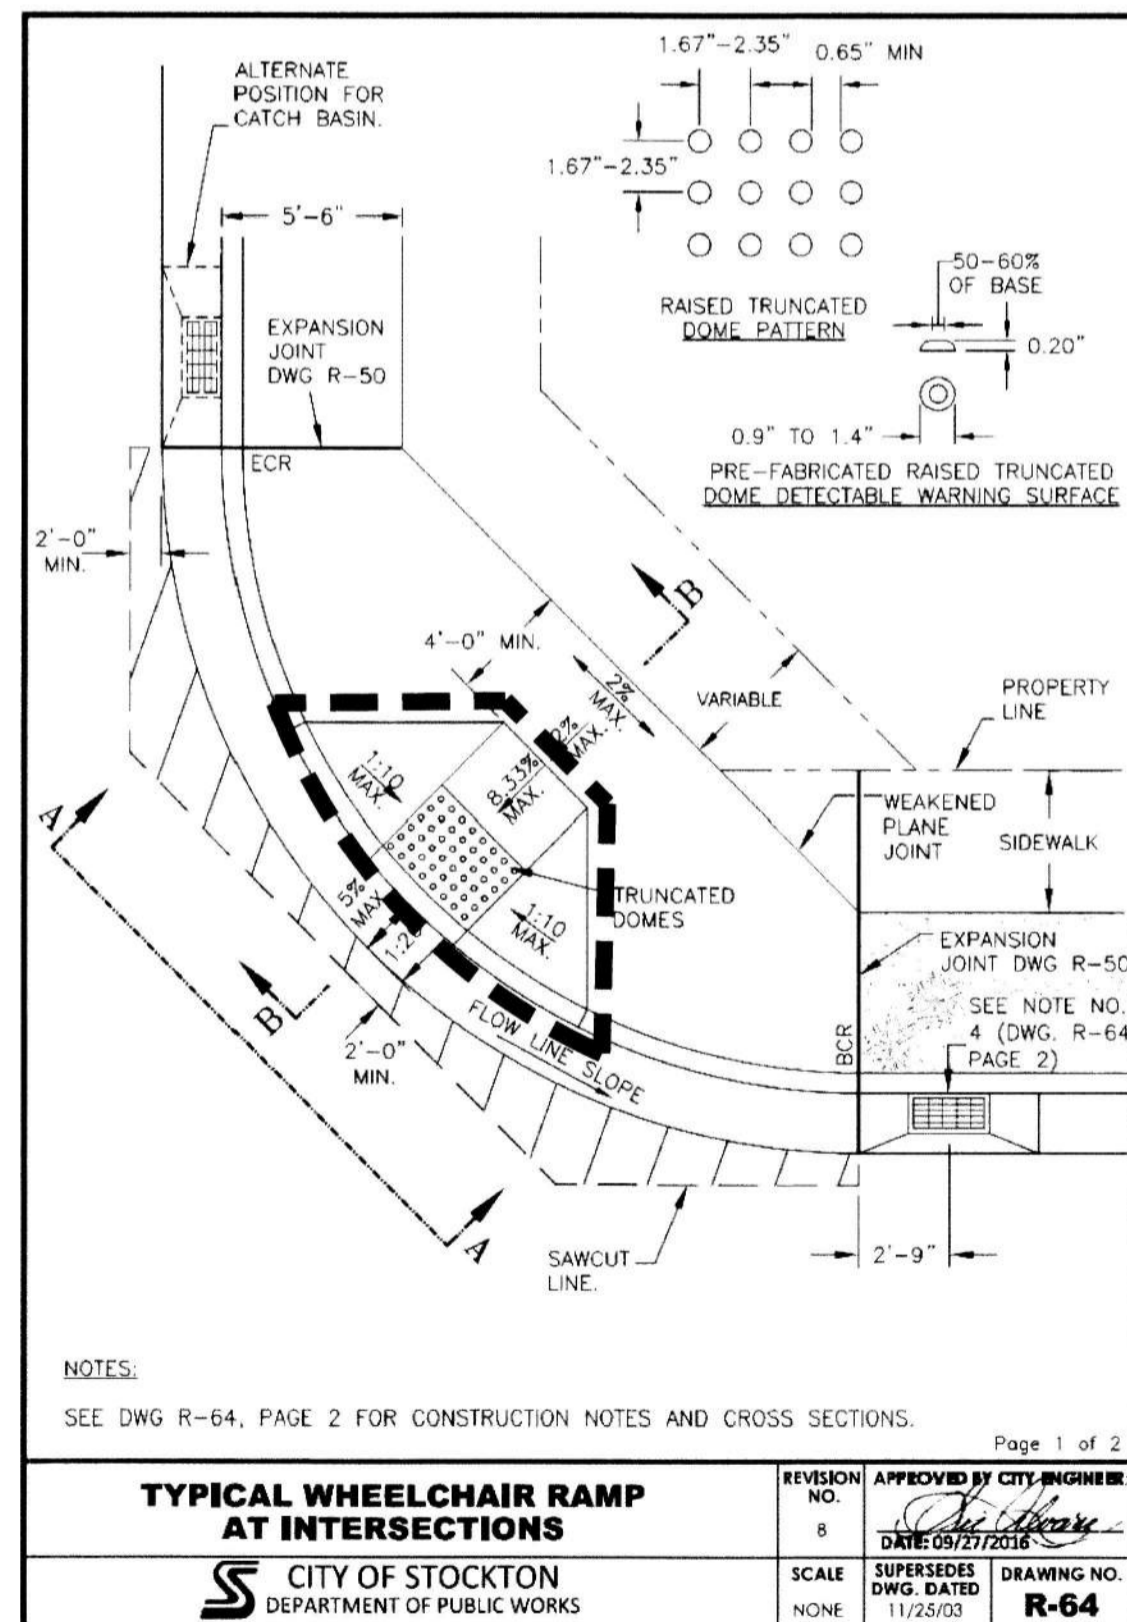 1.67"-2.35"
0.65" MIN
ALTERNATE
POSITION FOR
CATCH BASIN.
1.67"-2.35"
5'-6"
50-60%
OF BASE
RAISED TRUNCATED
DOME PATTERN
EXPANSION
JOINT
DWG R-50
0.20"
0.9" TO 1.4"
ECR
PRE-FABRICATED RAISED TRUNCATED
DOME DETECTABLE WARNING SURFACE
2'-0"
MIN.
B
4'-0" MIN.
2%
MAX.
VARIABLE
PROPERTY
LINE
2%
MAX.
1:10
MAX.
8.33%
MAX.
A
WEAKENED
PLANE
JOINT
SIDEWALK
TRUNCATED
DOMES
5%
MAX
1:10
MAX.
EXPANSION
JOINT DWG R-50
SEE NOTE NO.
4 (DWG. R-64
PAGE 2)
B
FLOW LINE SLOPE
BCR
2'-0"
MIN.
A
SAWCUT
LINE.
2'-9"
NOTES:
SEE DWG R-64, PAGE 2 FOR CONSTRUCTION NOTES AND CROSS SECTIONS.
Page 1 of 2
TYPICAL WHEELCHAIR RAMP
AT INTERSECTIONS
REVISION
NO.
8
APPROVED BY CITY ENGINEER:
DATE: 09/27/2016
CITY OF STOCKTON
DEPARTMENT OF PUBLIC WORKS
SCALE
NONE
SUPERSEDES
DWG. DATED
11/25/03
DRAWING NO.
R-64